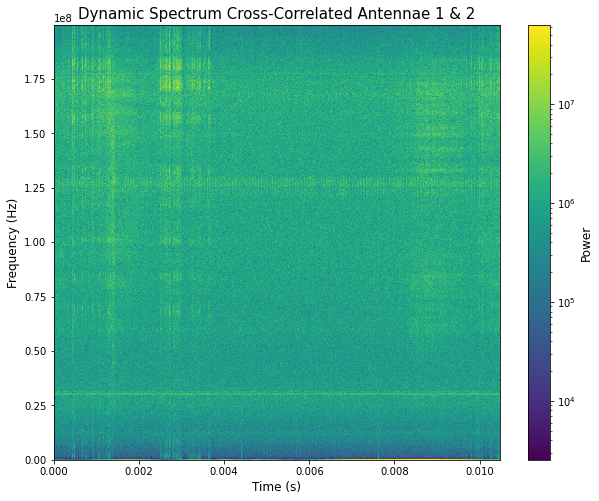 Dynamic Spectrum Cross-Correlated Antennae 1 & 2
1e8
1.75
1.50
1.25
1.00
0.75
0.50
0.25
0.00
Frequency (Hz)
0.000 0.002 0.004 0.006 0.008 0.010
Time (s)
10⁷
10⁶
10⁵
10⁴
Power